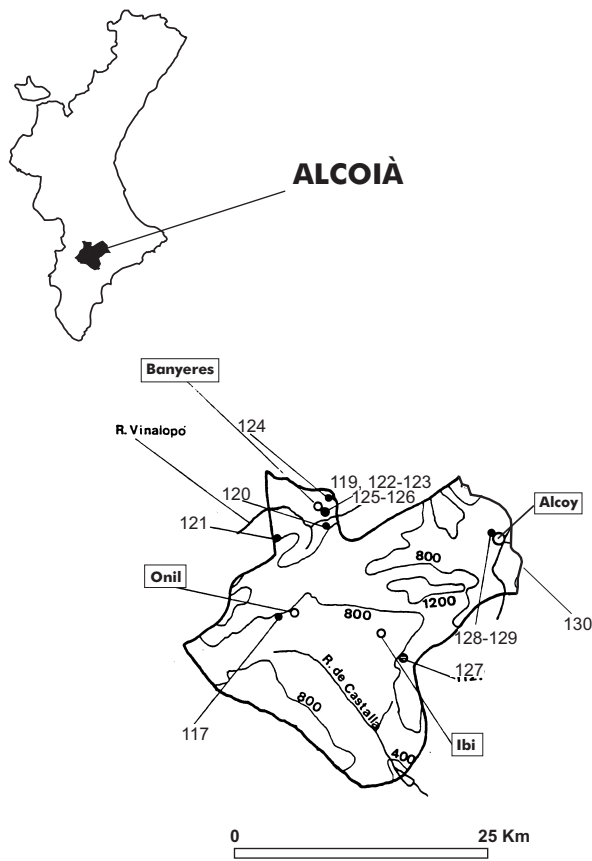 ALCOIÀ
Banyeres
R. Vinalopó
124
119, 122-123
125-126
120
121
Alcoy
Onil
800
1200
800
130
128-129
127
R. de Castalla
800
117
Ibi
400
0 25 Km